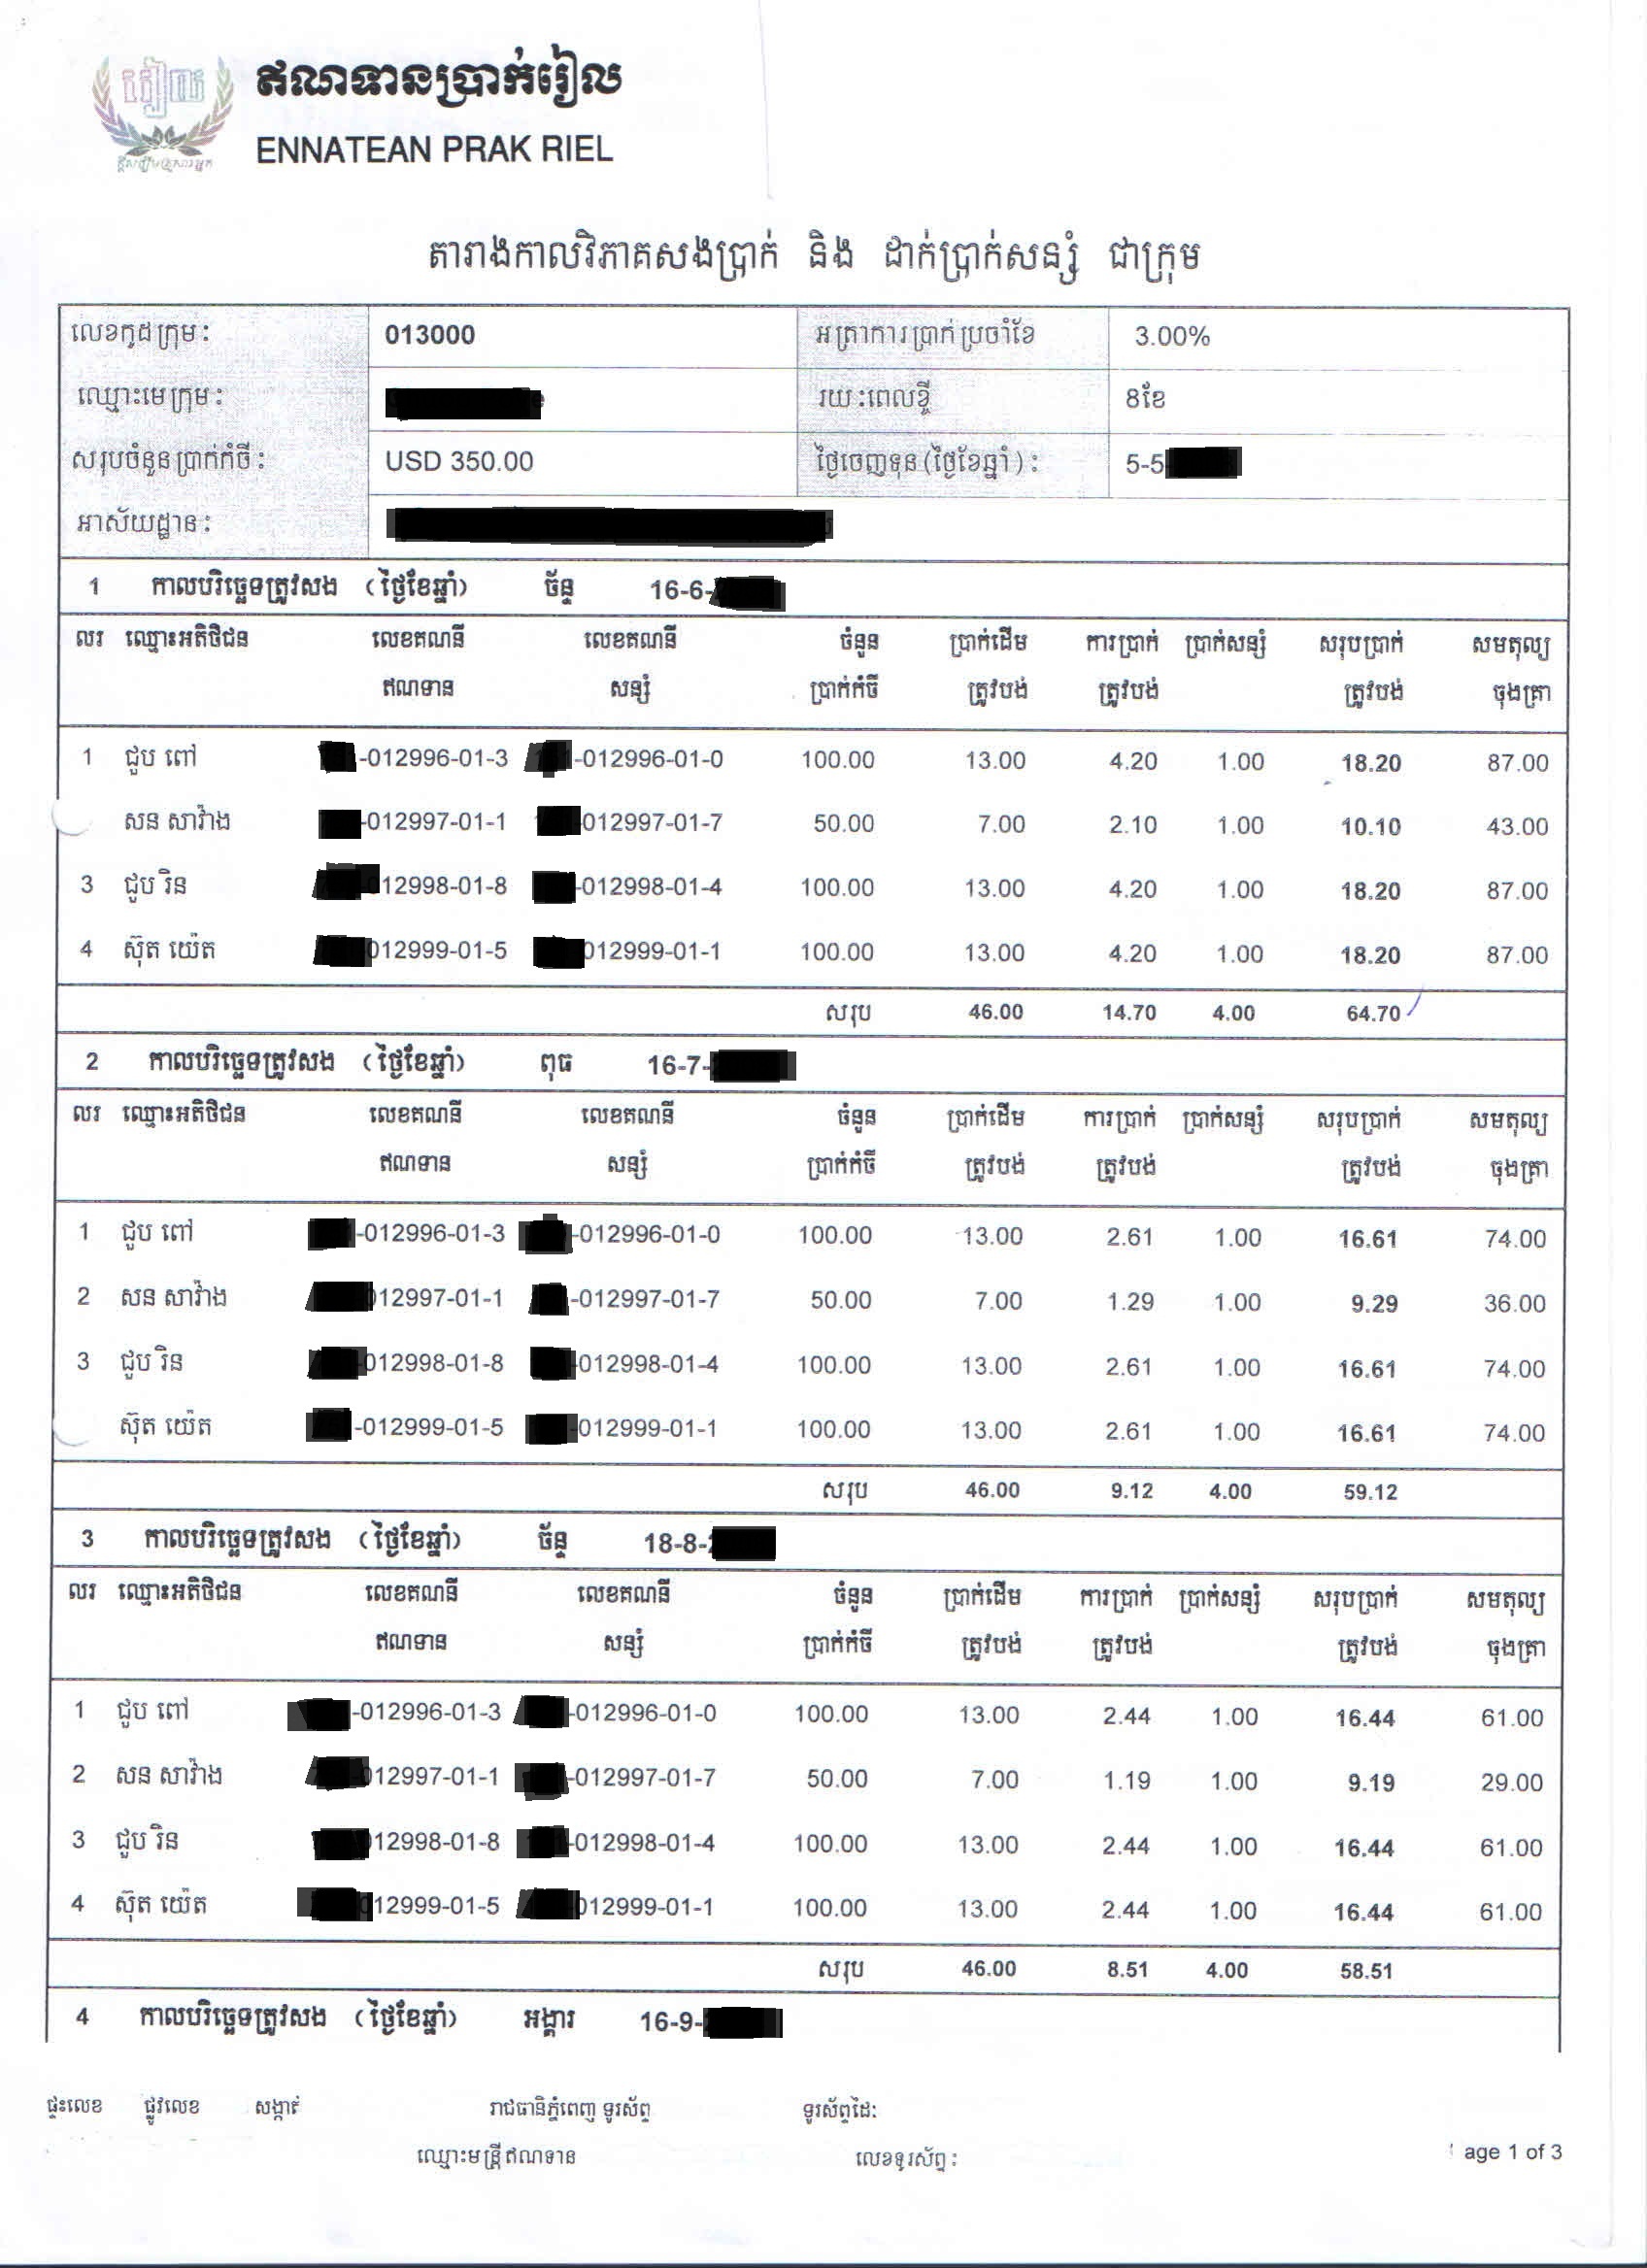 រៀល
ឥណទានប្រាក់រៀល
ENNATEAN PRAK RIEL
តារាងកាលវិភាគសងប្រាក់ និង ដាក់ប្រាក់សន្សំ ជាក្រុម
លេខកូដក្រុម: 013000 អត្រាការប្រាក់ប្រចាំខែ 3.00%
ឈ្មោះមេក្រុម: រយ:ពេលខ្ចី 8ខែ
សរុបចំនួនប្រាក់កំចី: USD 350.00 ថ្ងៃចេញទុន(ថ្ងៃខែឆ្នាំ): 5-5
អាស័យដ្ឋាន:
1 កាលបរិច្ឆេទត្រូវសង (ថ្ងៃខែឆ្នាំ) ច័ន្ទ 16-6-
លរ ឈ្មោះអតិថិជន លេខគណនី លេខគណនី ចំនួន ប្រាក់ដើម ការប្រាក់ ប្រាក់សន្សំ សរុបប្រាក់ សមតុល្យ
ឥណទាន សន្សំ ប្រាក់កំចី ត្រូវបង់ ត្រូវបង់ ត្រូវបង់ ចុងគ្រា
1 ជួប ពៅ -012996-01-3 -012996-01-0 100.00 13.00 4.20 1.00 18.20 87.00
សន សាវ៉ាង -012997-01-1 -012997-01-7 50.00 7.00 2.10 1.00 10.10 43.00
3 ជួប រិន 12998-01-8 -012998-01-4 100.00 13.00 4.20 1.00 18.20 87.00
4 ស៊ុត យ៉េត 012999-01-5 012999-01-1 100.00 13.00 4.20 1.00 18.20 87.00
សរុប 46.00 14.70 4.00 64.70
2 កាលបរិច្ឆេទត្រូវសង (ថ្ងៃខែឆ្នាំ) ពុធ 16-7-
លរ ឈ្មោះអតិថិជន លេខគណនី លេខគណនី ចំនួន ប្រាក់ដើម ការប្រាក់ ប្រាក់សន្សំ សរុបប្រាក់ សមតុល្យ
ឥណទាន សន្សំ ប្រាក់កំចី ត្រូវបង់ ត្រូវបង់ ត្រូវបង់ ចុងគ្រា
1 ជួប ពៅ -012996-01-3 -012996-01-0 100.00 13.00 2.61 1.00 16.61 74.00
2 សន សាវ៉ាង 12997-01-1 -012997-01-7 50.00 7.00 1.29 1.00 9.29 36.00
3 ជួប រិន 012998-01-8 -012998-01-4 100.00 13.00 2.61 1.00 16.61 74.00
ស៊ុត យ៉េត -012999-01-5 012999-01-1 100.00 13.00 2.61 1.00 16.61 74.00
សរុប 46.00 9.12 4.00 59.12
3 កាលបរិច្ឆេទត្រូវសង (ថ្ងៃខែឆ្នាំ) ច័ន្ទ 18-8-
លរ ឈ្មោះអតិថិជន លេខគណនី លេខគណនី ចំនួន ប្រាក់ដើម ការប្រាក់ ប្រាក់សន្សំ សរុបប្រាក់ សមតុល្យ
ឥណទាន សន្សំ ប្រាក់កំចី ត្រូវបង់ ត្រូវបង់ ត្រូវបង់ ចុងគ្រា
1 ជួប ពៅ -012996-01-3 -012996-01-0 100.00 13.00 2.44 1.00 16.44 61.00
2 សន សាវ៉ាង 012997-01-1 -012997-01-7 50.00 7.00 1.19 1.00 9.19 29.00
3 ជួប រិន 12998-01-8 -012998-01-4 100.00 13.00 2.44 1.00 16.44 61.00
4 ស៊ុត យ៉េត 12999-01-5 012999-01-1 100.00 13.00 2.44 1.00 16.44 61.00
សរុប 46.00 8.51 4.00 58.51
4 កាលបរិច្ឆេទត្រូវសង (ថ្ងៃខែឆ្នាំ) អង្គារ 16-9-
ផ្ទះលេខ ផ្លូវលេខ សង្កាត់ រាជធានិភ្នំពេញ ទូរស័ព្ទ ទូរស័ព្ទដៃ:
ឈ្មោះមន្ត្រីឥណទាន លេខទូរស័ព្ទ: age 1 of 3